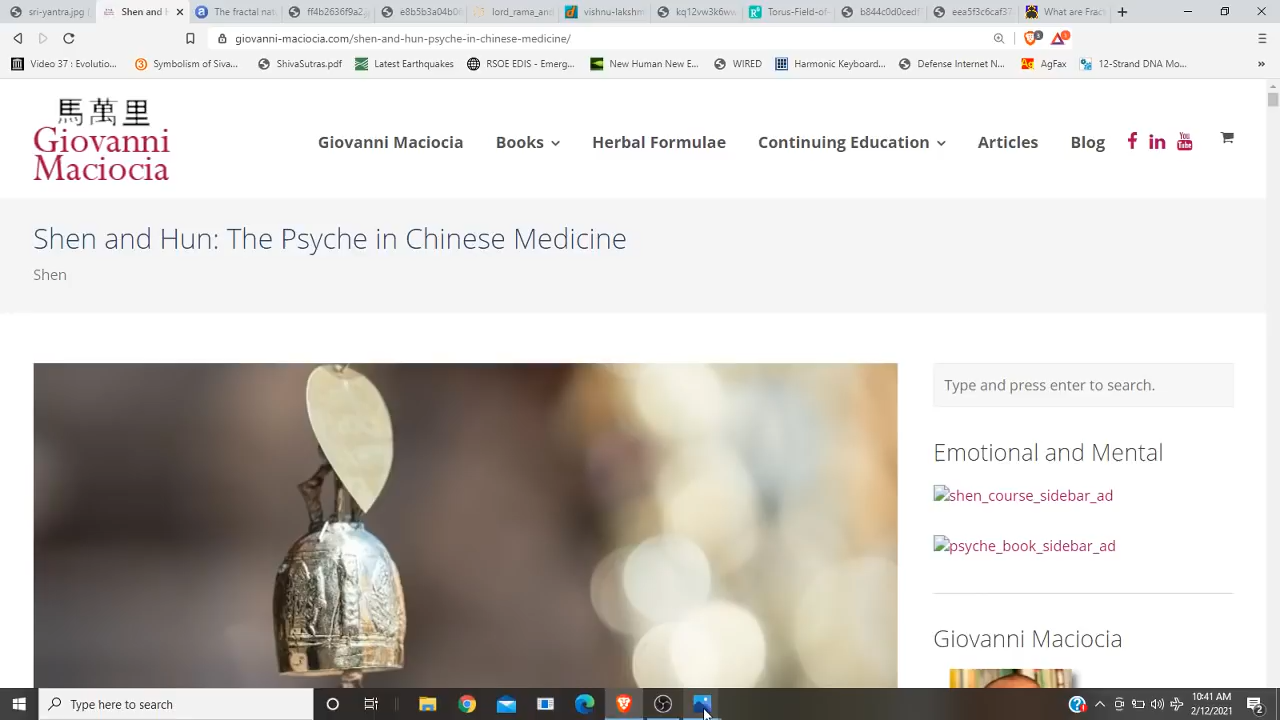 sri-yantra.jpg
Shen and H
The fractal natu
ff4b2636f9a2
e8b5b3a04b0
lord_rama_and
vishnu-lakshm
kq12vw3k6ww
Torus-Field-of-
b844c0d0cedf
eea5f3c6caf37
What are Frac
giovanni-maciocia.com/shen-and-hun-psyche-in-chinese-medicine/
Video 37 : Evolutio...
Symbolism of Siva...
ShivaSutras.pdf
Latest Earthquakes
RSOE EDIS - Emerg...
New Human New E...
WIRED
Harmonic Keyboard...
Defense Internet N...
AgFax
12-Strand DNA Mo...
馬萬里
Giovanni
Maciocia
Giovanni Maciocia
Books
Herbal Formulae
Continuing Education
Articles
Blog
You
Tube
Shen and Hun: The Psyche in Chinese Medicine
Shen
Type and press enter to search.
Emotional and Mental
shen_course_sidebar_ad
psyche_book_sidebar_ad
Giovanni Maciocia
Type here to search
10:41 AM
2/12/2021